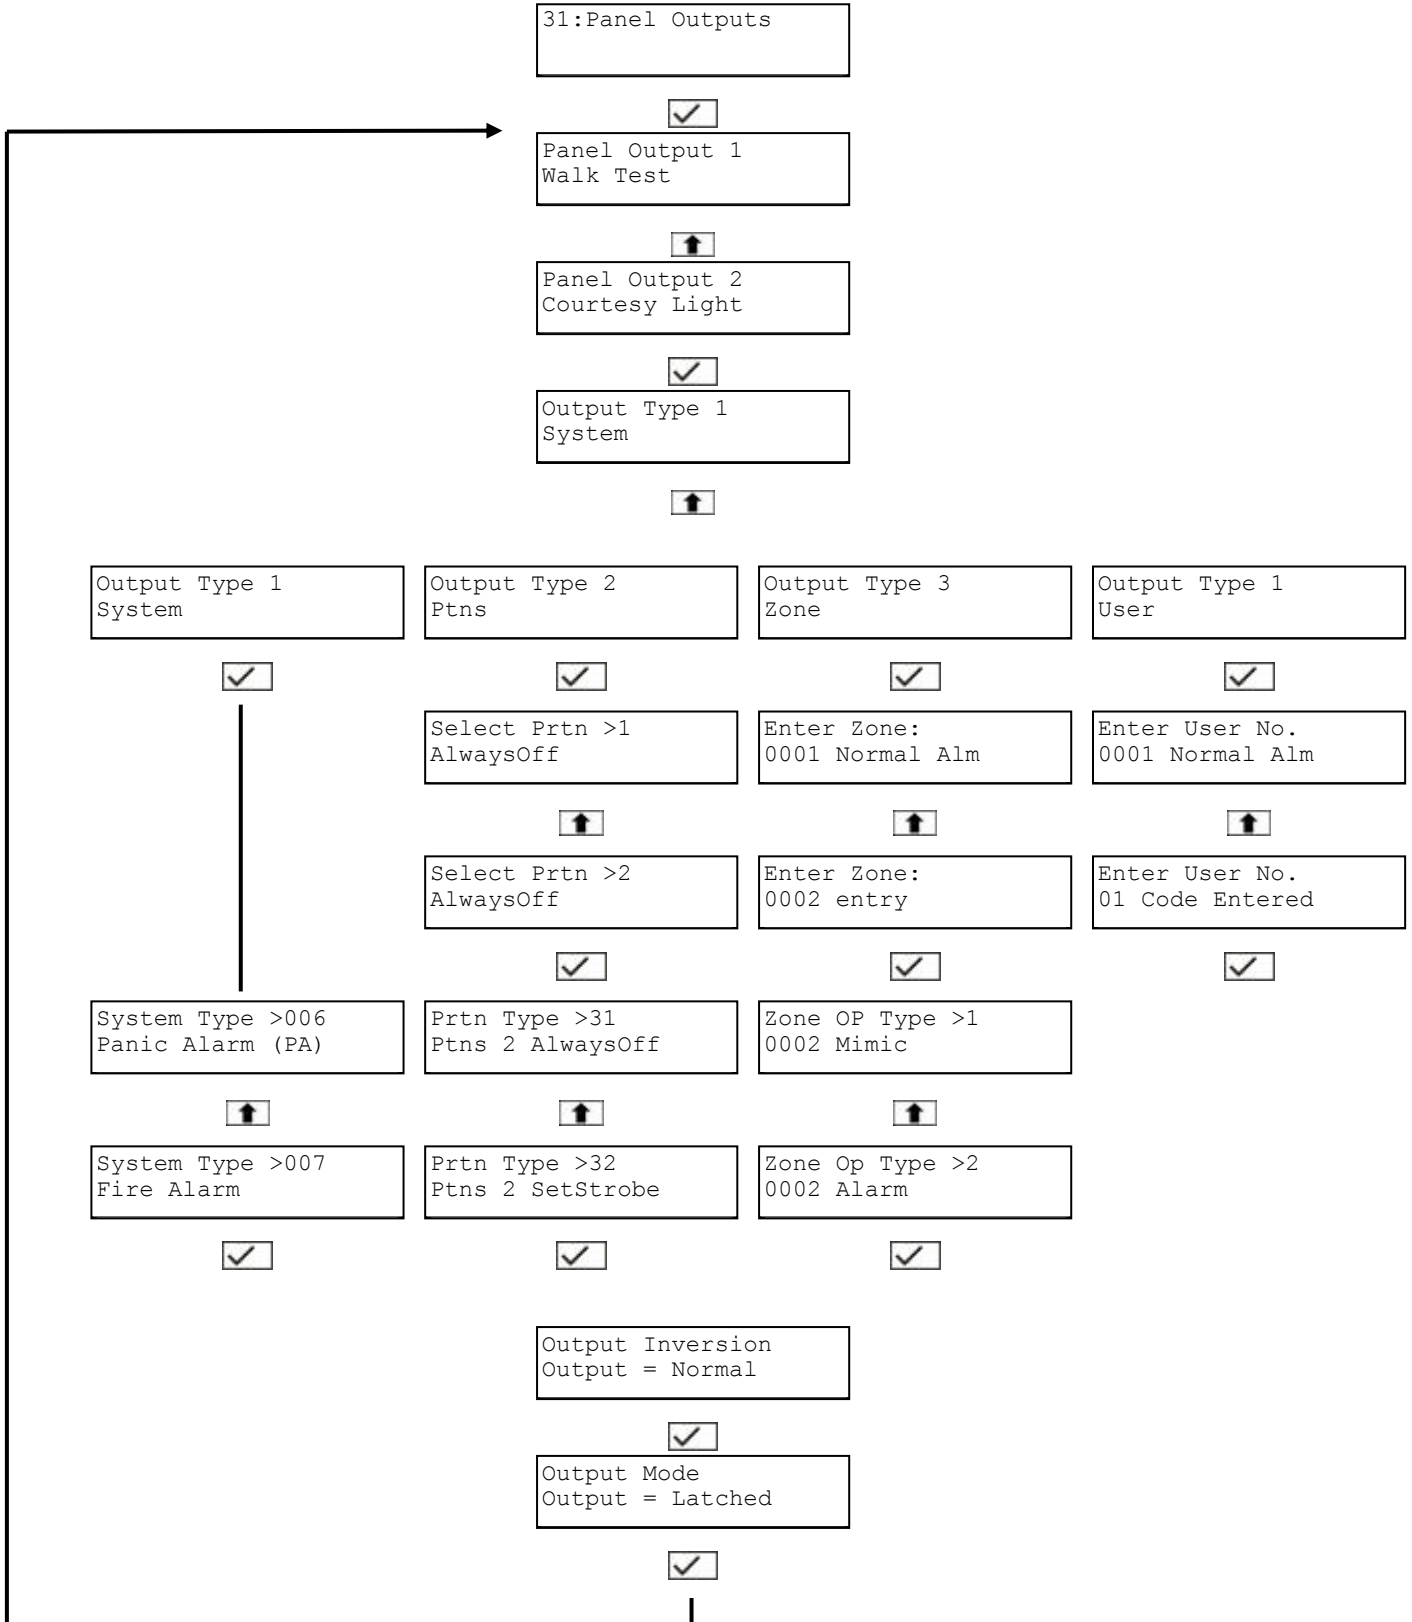 31:Panel Outputs
Panel Output 1
Walk Test
Panel Output 2
Courtesy Light
Output Type 1
System
Output Type 1
System
Output Type 2
Ptns
Output Type 3
Zone
Output Type 1
User
Select Prtn >1
AlwaysOff
Enter Zone:
0001 Normal Alm
Enter User No.
0001 Normal Alm
Select Prtn >2
AlwaysOff
Enter Zone:
0002 entry
Enter User No.
01 Code Entered
System Type >006
Panic Alarm (PA)
Prtn Type >31
Ptns 2 AlwaysOff
Zone OP Type >1
0002 Mimic
System Type >007
Fire Alarm
Prtn Type >32
Ptns 2 SetStrobe
Zone Op Type >2
0002 Alarm
Output Inversion
Output = Normal
Output Mode
Output = Latched